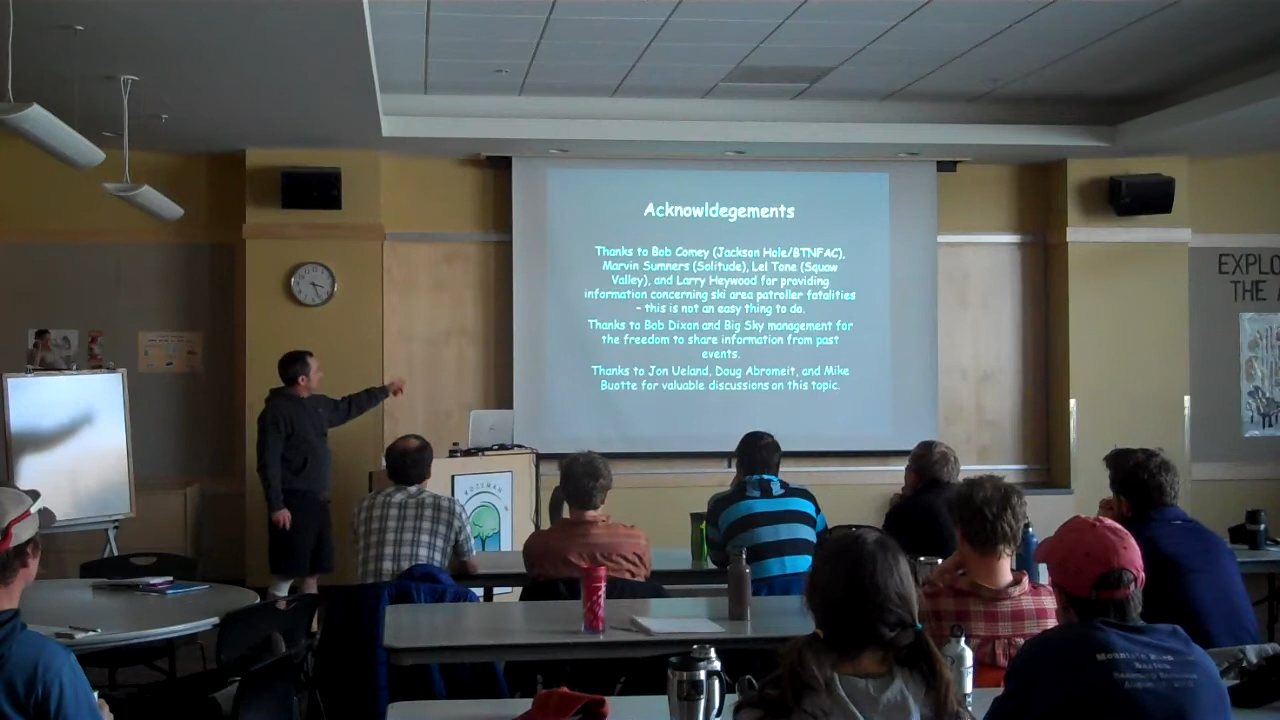 Acknowldegements
Thanks to Bob Comey (Jackson Hole/BTNFAC),
Marvin Sumners (Solitude), Lel Tone (Squaw
Valley), and Larry Heywood for providing
information concerning ski area patroller fatalities
– this is not an easy thing to do.
Thanks to Bob Dixon and Big Sky management for
the freedom to share information from past
events.
Thanks to Jon Ueland, Doug Abromeit, and Mike
Buotte for valuable discussions on this topic.
EXPLO
THE A
BOZEMAN